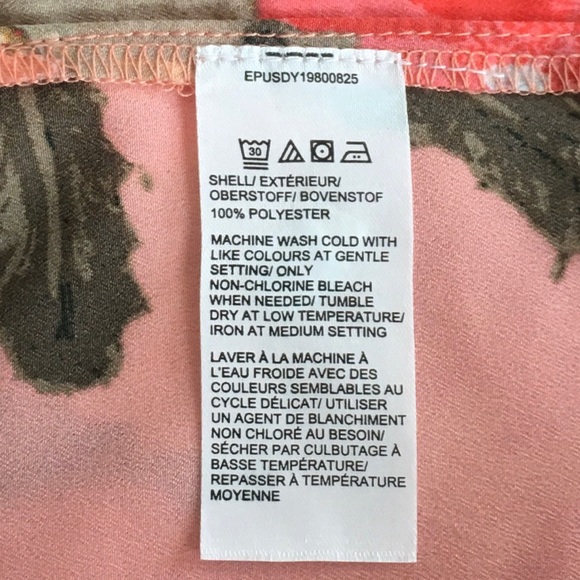 EPUSDY19800825
30
SHELL/ EXTÉRIEUR/
OBERSTOFF/ BOVENSTOF
100% POLYESTER
MACHINE WASH COLD WITH
LIKE COLOURS AT GENTLE
SETTING/ ONLY
NON-CHLORINE BLEACH
WHEN NEEDED/ TUMBLE
DRY AT LOW TEMPERATURE/
IRON AT MEDIUM SETTING
LAVER À LA MACHINE À
L'EAU FROIDE AVEC DES
COULEURS SEMBLABLES AU
CYCLE DÉLICAT/ UTILISER
UN AGENT DE BLANCHIMENT
NON CHLORÉ AU BESOIN/
SÉCHER PAR CULBUTAGE À
BASSE TEMPÉRATURE/
REPASSER À TEMPÉRATURE
MOYENNE